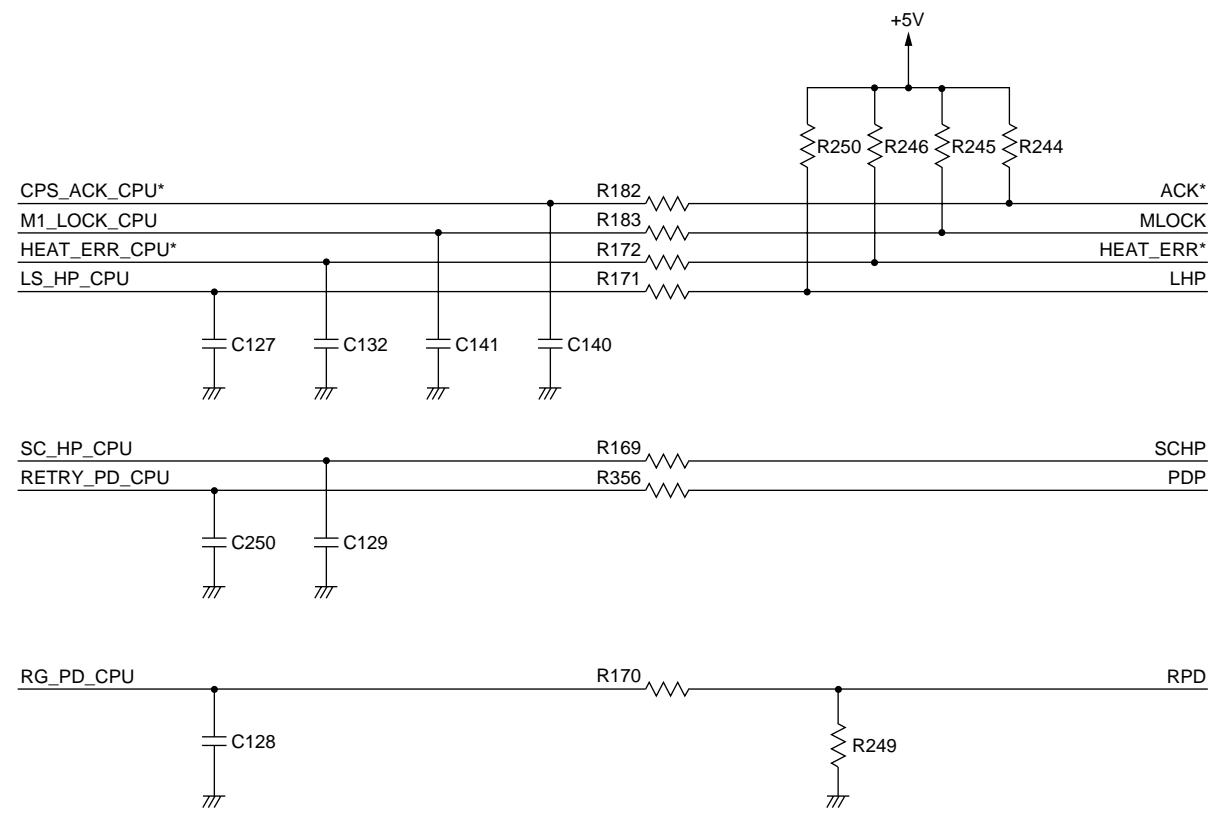 +5V
R250 R246 R245 R244
CPS_ACK_CPU* R182 ACK*
M1_LOCK_CPU R183 MLOCK
HEAT_ERR_CPU* R172 HEAT_ERR*
LS_HP_CPU R171 LHP
C127 C132 C141 C140
SC_HP_CPU R169 SCHP
RETRY_PD_CPU R356 PDP
C250 C129
RG_PD_CPU R170 RPD
C128 R249